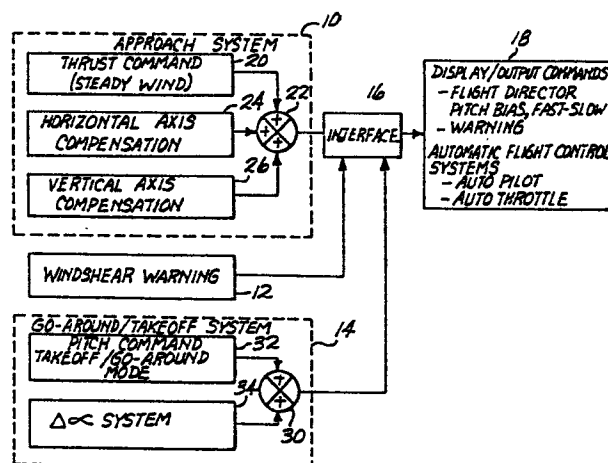 10
APPROACH SYSTEM
THRUST COMMAND
(STEADY WIND)
20
24
HORIZONTAL AXIS
COMPENSATION
22
+
+
+
26
VERTICAL AXIS
COMPENSATION
16
INTERFACE
18
DISPLAY/OUTPUT COMMANDS
- FLIGHT DIRECTOR
PITCH BIAS, FAST-SLOW
- WARNING
AUTOMATIC FLIGHT CONTROL
SYSTEMS
- AUTO PILOT
- AUTO THROTTLE
WINDSHEAR WARNING
12
GO-AROUND/TAKEOFF SYSTEM
14
PITCH COMMAND
TAKEOFF/GO-AROUND
MODE
32
34
Δ∝ SYSTEM
+
+
30